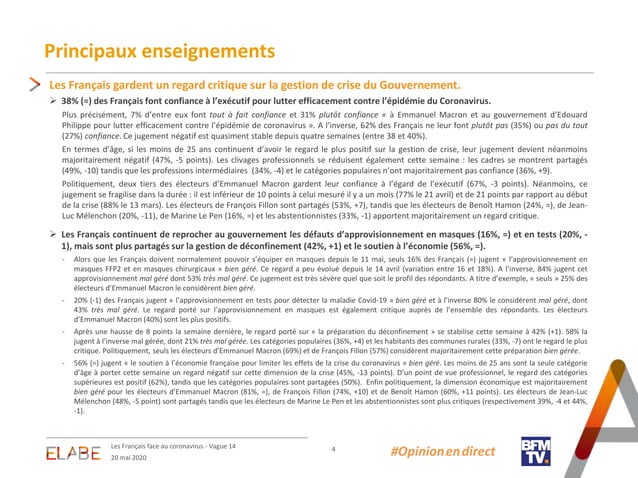 Principaux enseignements
Les Français gardent un regard critique sur la gestion de crise du Gouvernement.
➢ 38% (=) des Français font confiance à l’exécutif pour lutter efficacement contre l’épidémie du Coronavirus.
Plus précisément, 7% d’entre eux font tout à fait confiance et 31% plutôt confiance « à Emmanuel Macron et au gouvernement d’Edouard
Philippe pour lutter efficacement contre l’épidémie de coronavirus ». A l’inverse, 62% des Français ne leur font plutôt pas (35%) ou pas du tout
(27%) confiance. Ce jugement négatif est quasiment stable depuis quatre semaines (entre 38 et 40%).
En termes d’âge, si les moins de 25 ans continuent d’avoir le regard le plus positif sur la gestion de crise, leur jugement devient néanmoins
majoritairement négatif (47%, -5 points). Les clivages professionnels se réduisent également cette semaine : les cadres se montrent partagés
(49%, -10) tandis que les professions intermédiaires (34%, -4) et le catégories populaires n’ont majoritairement pas confiance (36%, +9).
Politiquement, deux tiers des électeurs d’Emmanuel Macron gardent leur confiance à l’égard de l’exécutif (67%, -3 points). Néanmoins, ce
jugement se fragilise dans la durée : il est inférieur de 10 points à celui mesuré il y a un mois (77% le 21 avril) et de 21 points par rapport au début
de la crise (88% le 13 mars). Les électeurs de François Fillon sont partagés (53%, +7), tandis que les électeurs de Benoît Hamon (24%, =), de Jean-
Luc Mélenchon (20%, -11), de Marine Le Pen (16%, =) et les abstentionnistes (33%, -1) apportent majoritairement un regard critique.
➢ Les Français continuent de reprocher au gouvernement les défauts d’approvisionnement en masques (16%, =) et en tests (20%, -
1), mais sont plus partagés sur la gestion de déconfinement (42%, +1) et le soutien à l’économie (56%, =).
- Alors que les Français doivent normalement pouvoir s’équiper en masques depuis le 11 mai, seuls 16% des Français (=) jugent « l’approvisionnement en
masques FFP2 et en masques chirurgicaux » bien géré. Ce regard a peu évolué depuis le 14 avril (variation entre 16 et 18%). A l’inverse, 84% jugent cet
approvisionnement mal géré dont 53% très mal géré. Ce jugement est très sévère quel que soit le profil des répondants. A titre d’exemple, « seuls » 25% des
électeurs d’Emmanuel Macron le considèrent bien géré.
- 20% (-1) des Français jugent « l’approvisionnement en tests pour détecter la maladie Covid-19 » bien géré et à l’inverse 80% le considèrent mal géré, dont
43% très mal géré. Le regard porté sur l’approvisionnement en masques est également critique auprès de l’ensemble des répondants. Les électeurs
d’Emmanuel Macron (40%) sont les plus positifs.
- Après une hausse de 8 points la semaine dernière, le regard porté sur « la préparation du déconfinement » se stabilise cette semaine à 42% (+1). 58% la
jugent à l’inverse mal gérée, dont 21% très mal gérée. Les catégories populaires (36%, +4) et les habitants des communes rurales (33%, -7) ont le regard le plus
critique. Politiquement, seuls les électeurs d’Emmanuel Macron (69%) et de François Fillon (57%) considèrent majoritairement cette préparation bien gérée.
- 56% (=) jugent « le soutien à l’économie française pour limiter les effets de la crise du coronavirus » bien géré. Les moins de 25 ans sont la seule catégorie
d’âge à porter cette semaine un regard négatif sur cette dimension de la crise (45%, -13 points). D’un point de vue professionnel, le regard des catégories
supérieures est positif (62%), tandis que les catégories populaires sont partagées (50%). Enfin politiquement, la dimension économique est majoritairement
bien géré pour les électeurs d’Emmanuel Macron (81%, =), de François Fillon (74%, +10) et de Benoît Hamon (60%, +11 points). Les électeurs de Jean-Luc
Mélenchon (48%, -5 point) sont partagés tandis que les électeurs de Marine Le Pen et les abstentionnistes sont plus critiques (respectivement 39%, -4 et 44%,
-1).
ELABE
Les Français face au coronavirus - Vague 14
20 mai 2020
4
#Opinionendirect
BFM
TV.